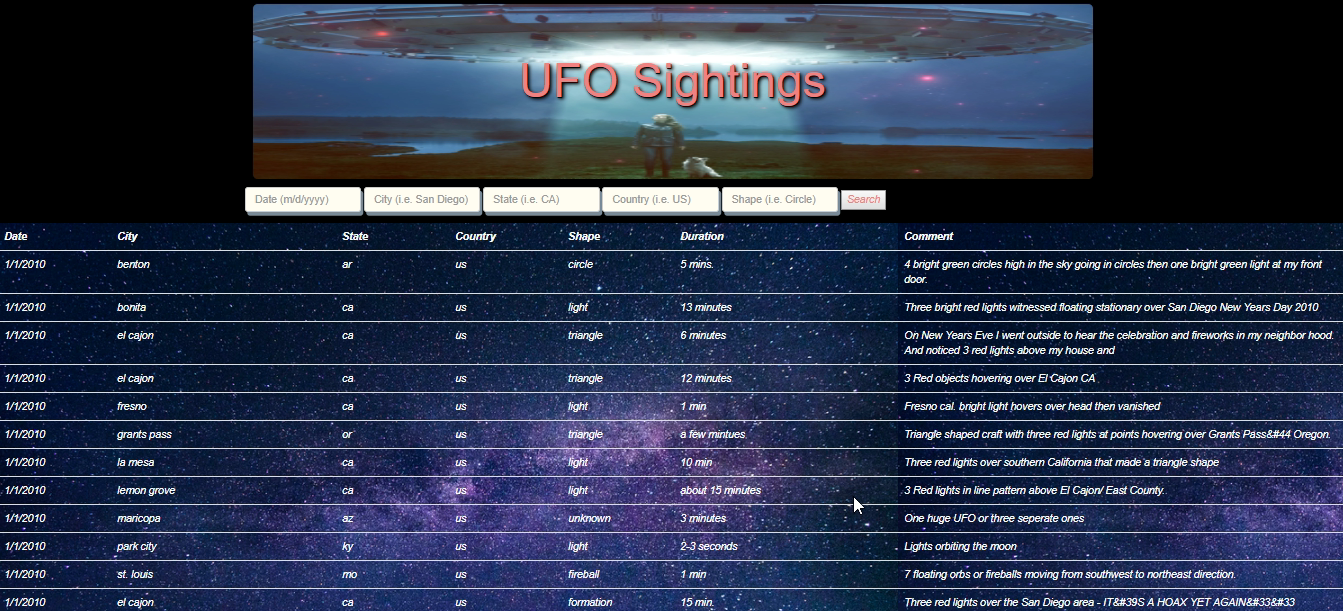 UFO Sightings
Date (m/d/yyyy) City (i.e. San Diego) State (i.e. CA) Country (i.e. US) Shape (i.e. Circle) Search
Date City State Country Shape Duration Comment
1/1/2010 benton ar us circle 5 mins. 4 bright green circles high in the sky going in circles then one bright green light at my front
door.
1/1/2010 bonita ca us light 13 minutes Three bright red lights witnessed floating stationary over San Diego New Years Day 2010
1/1/2010 el cajon ca us triangle 6 minutes On New Years Eve I went outside to hear the celebration and fireworks in my neighbor hood.
And noticed 3 red lights above my house and
1/1/2010 el cajon ca us triangle 12 minutes 3 Red objects hovering over El Cajon CA
1/1/2010 fresno ca us light 1 min Fresno cal. bright light hovers over head then vanished
1/1/2010 grants pass or us triangle a few mintues Triangle shaped craft with three red lights at points hovering over Grants Pass&#44 Oregon.
1/1/2010 la mesa ca us light 10 min Three red lights over southern California that made a triangle shape
1/1/2010 lemon grove ca us light about 15 minutes 3 Red lights in line pattern above El Cajon/ East County.
1/1/2010 maricopa az us unknown 3 minutes One huge UFO or three seperate ones
1/1/2010 park city ky us light 2-3 seconds Lights orbiting the moon
1/1/2010 st. louis mo us fireball 1 min 7 floating orbs or fireballs moving from southwest to northeast direction.
1/1/2010 el cajon ca us formation 15 min. Three red lights over the San Diego area - IT&#39S A HOAX YET AGAIN&#33&#33